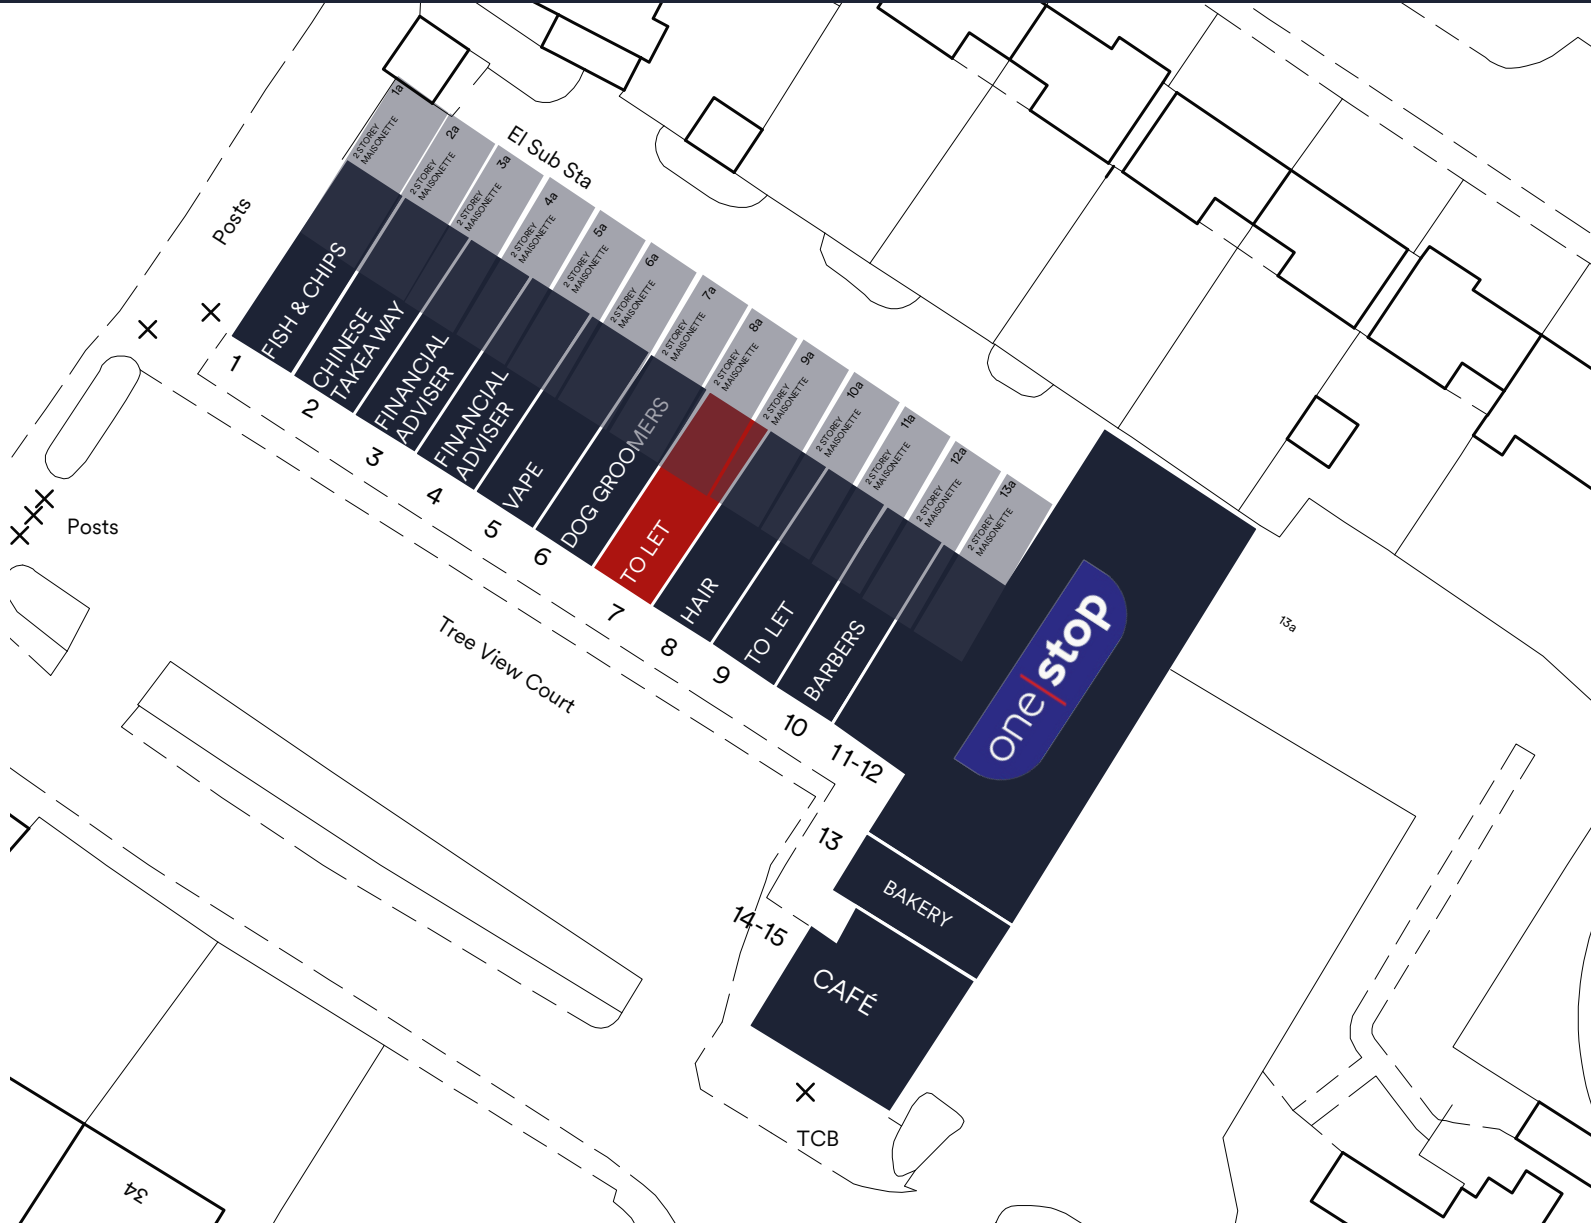 1a
2 STOREY
MAISONETTE
2a
2 STOREY
MAISONETTE
3a
2 STOREY
MAISONETTE
4a
2 STOREY
MAISONETTE
5a
2 STOREY
MAISONETTE
6a
2 STOREY
MAISONETTE
7a
2 STOREY
MAISONETTE
8a
2 STOREY
MAISONETTE
9a
2 STOREY
MAISONETTE
10a
2 STOREY
MAISONETTE
11a
2 STOREY
MAISONETTE
12a
2 STOREY
MAISONETTE
13a
2 STOREY
MAISONETTE
El Sub Sta
Posts
FISH & CHIPS
1
CHINESE
TAKEA WAY
2
FINANCIAL
ADVISER
3
FINANCIAL
ADVISER
4
VAPE
5
DOG GROOMERS
6
TO LET
7
HAIR
8
TO LET
9
BARBERS
10
11-12
one|stop
13a
Posts
Tree View Court
13
BAKERY
14-15
CAFÉ
TCB
34